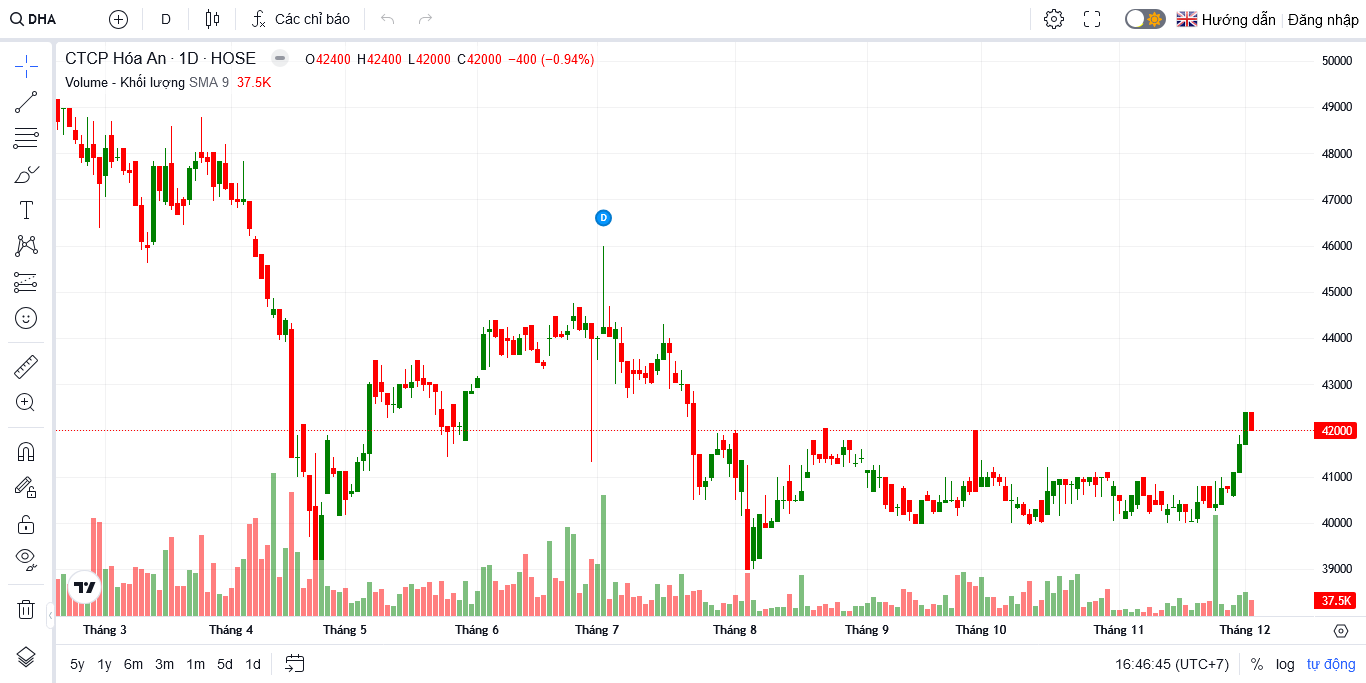 DHA D Các chỉ báo Hướng dẫn Đăng nhập
CTCP Hóa An · 1D · HOSE O42400 H42400 L42000 C42000 −400 (−0.94%)
Volume - Khối lượng SMA 9 37.5K
50000
49000
48000
47000
46000
45000
44000
43000
42000
41000
40000
39000
37.5K
D
Tháng 3 Tháng 4 Tháng 5 Tháng 6 Tháng 7 Tháng 8 Tháng 9 Tháng 10 Tháng 11 Tháng 12
5y 1y 6m 3m 1m 5d 1d 16:46:45 (UTC+7) % log tự động